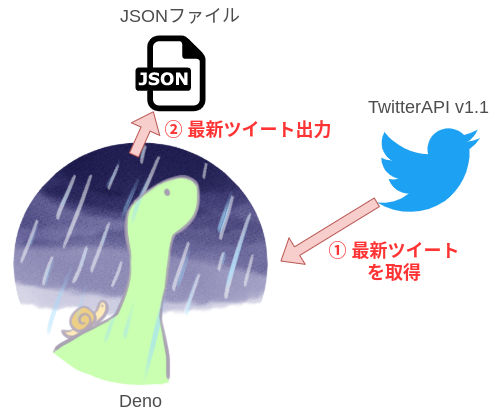 JSONファイル
JSON
② 最新ツイート出力
TwitterAPI v1.1
① 最新ツイート
を取得
Deno